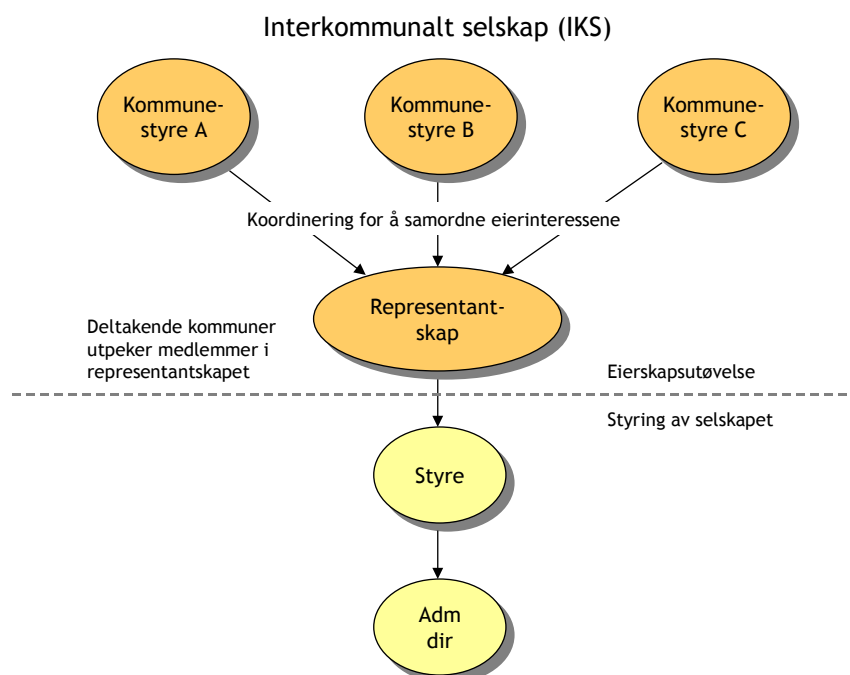 Interkommunalt selskap (IKS)
Kommune-
styre A
Kommune-
styre B
Kommune-
styre C
Koordinering for å samordne eierinteressene
Representant-
skap
Deltakende kommuner
utpeker medlemmer i
representantskapet
Eierskapsutøvelse
Styring av selskapet
Styre
Adm
dir